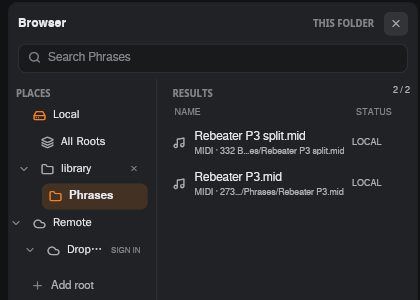 Browser
THIS FOLDER
Search Phrases
PLACES
Local
All Roots
library
Phrases
Remote
Drop···
SIGN IN
Add root
RESULTS
2 / 2
NAME
STATUS
Rebeater P3 split.mid
MIDI · 332 B...es/Rebeater P3 split.mid
LOCAL
Rebeater P3.mid
MIDI · 273.../Phrases/Rebeater P3.mid
LOCAL